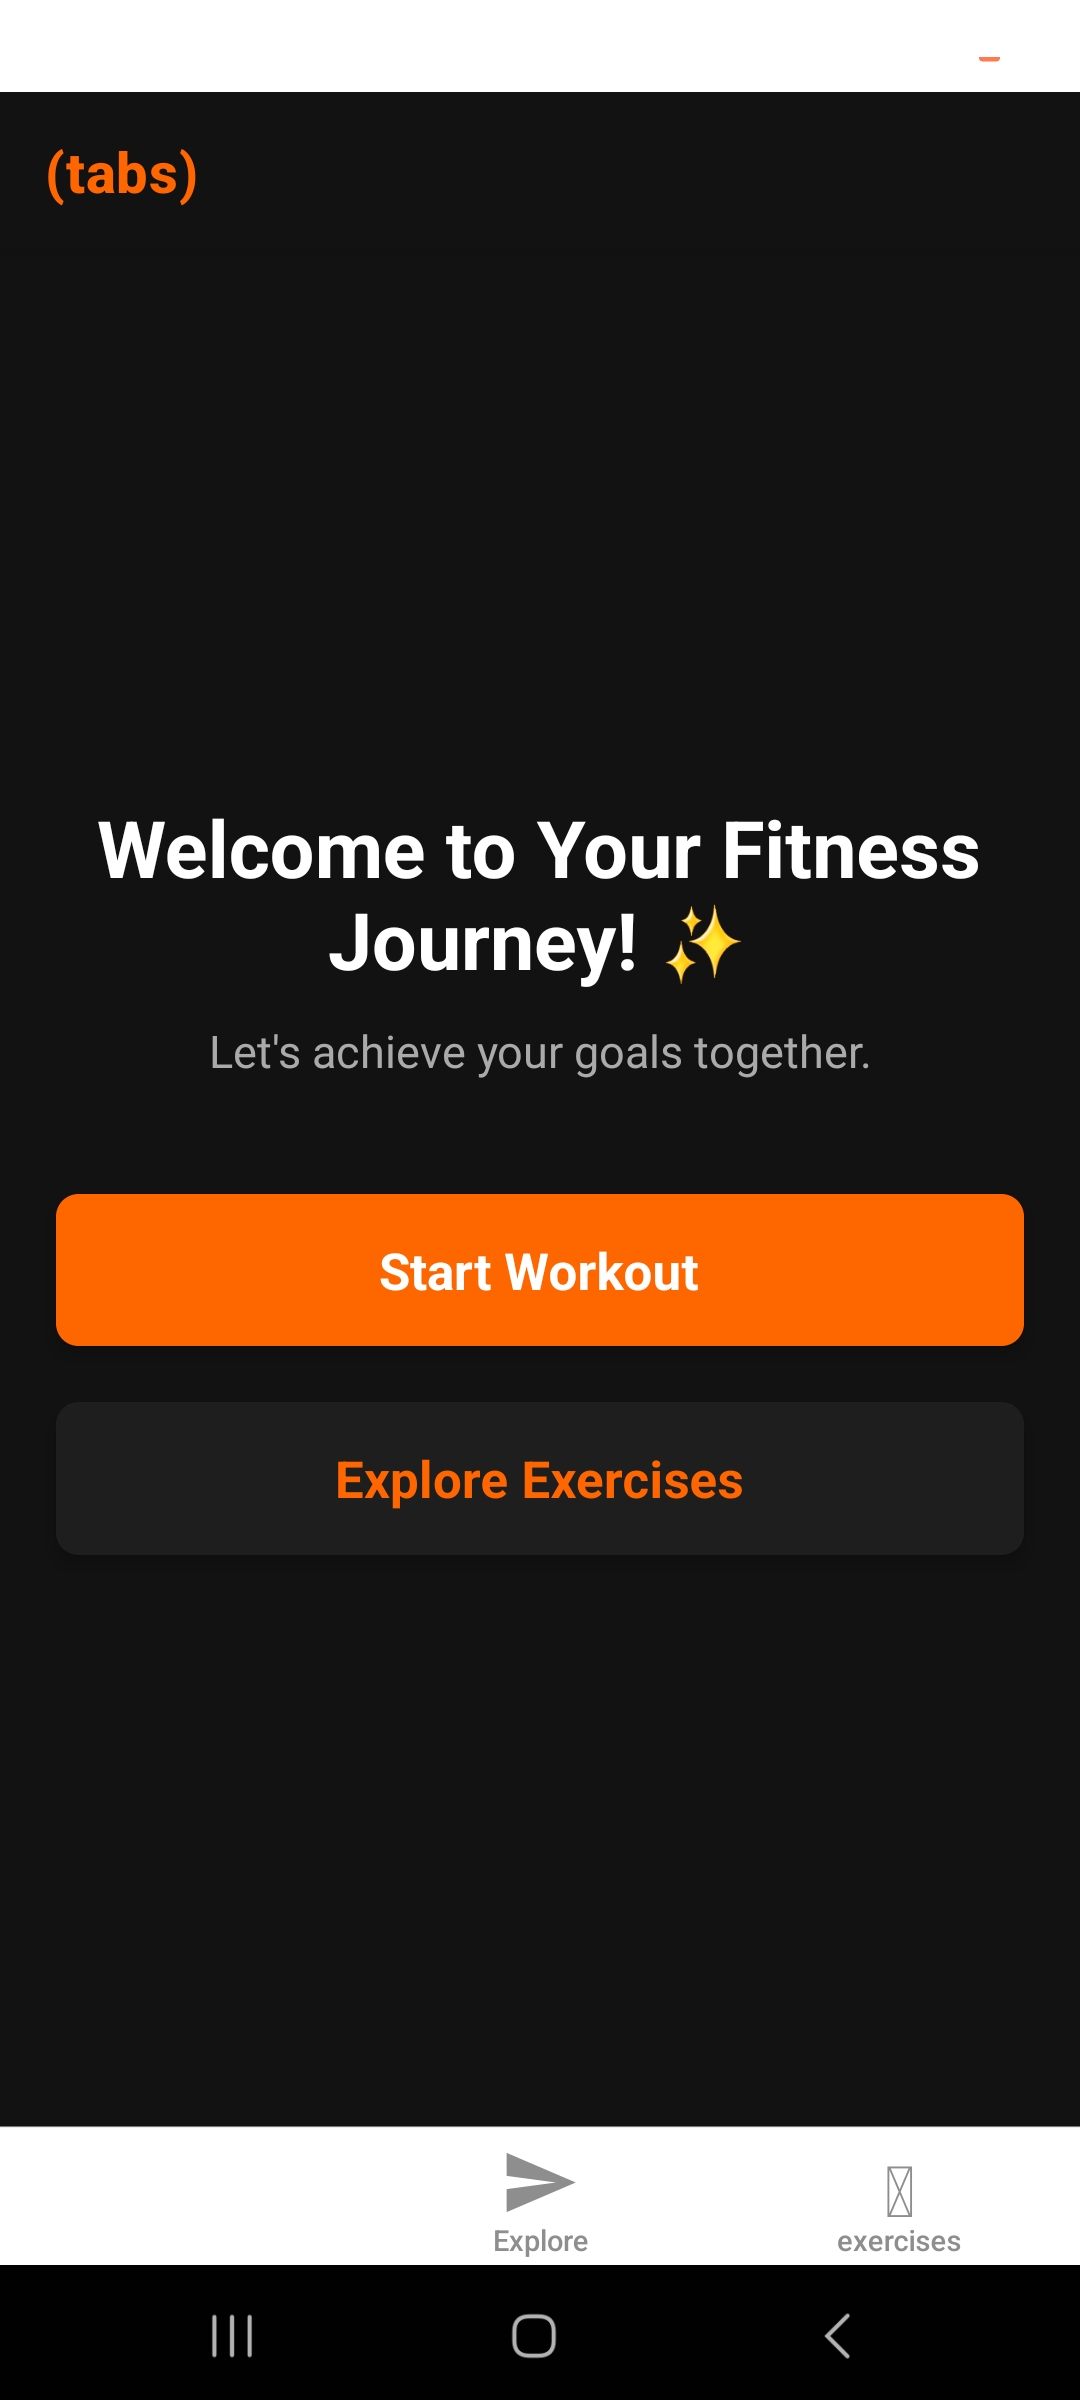 (tabs)
Welcome to Your Fitness
Journey! ✨
Let's achieve your goals together.
Start Workout
Explore Exercises
Explore
exercises